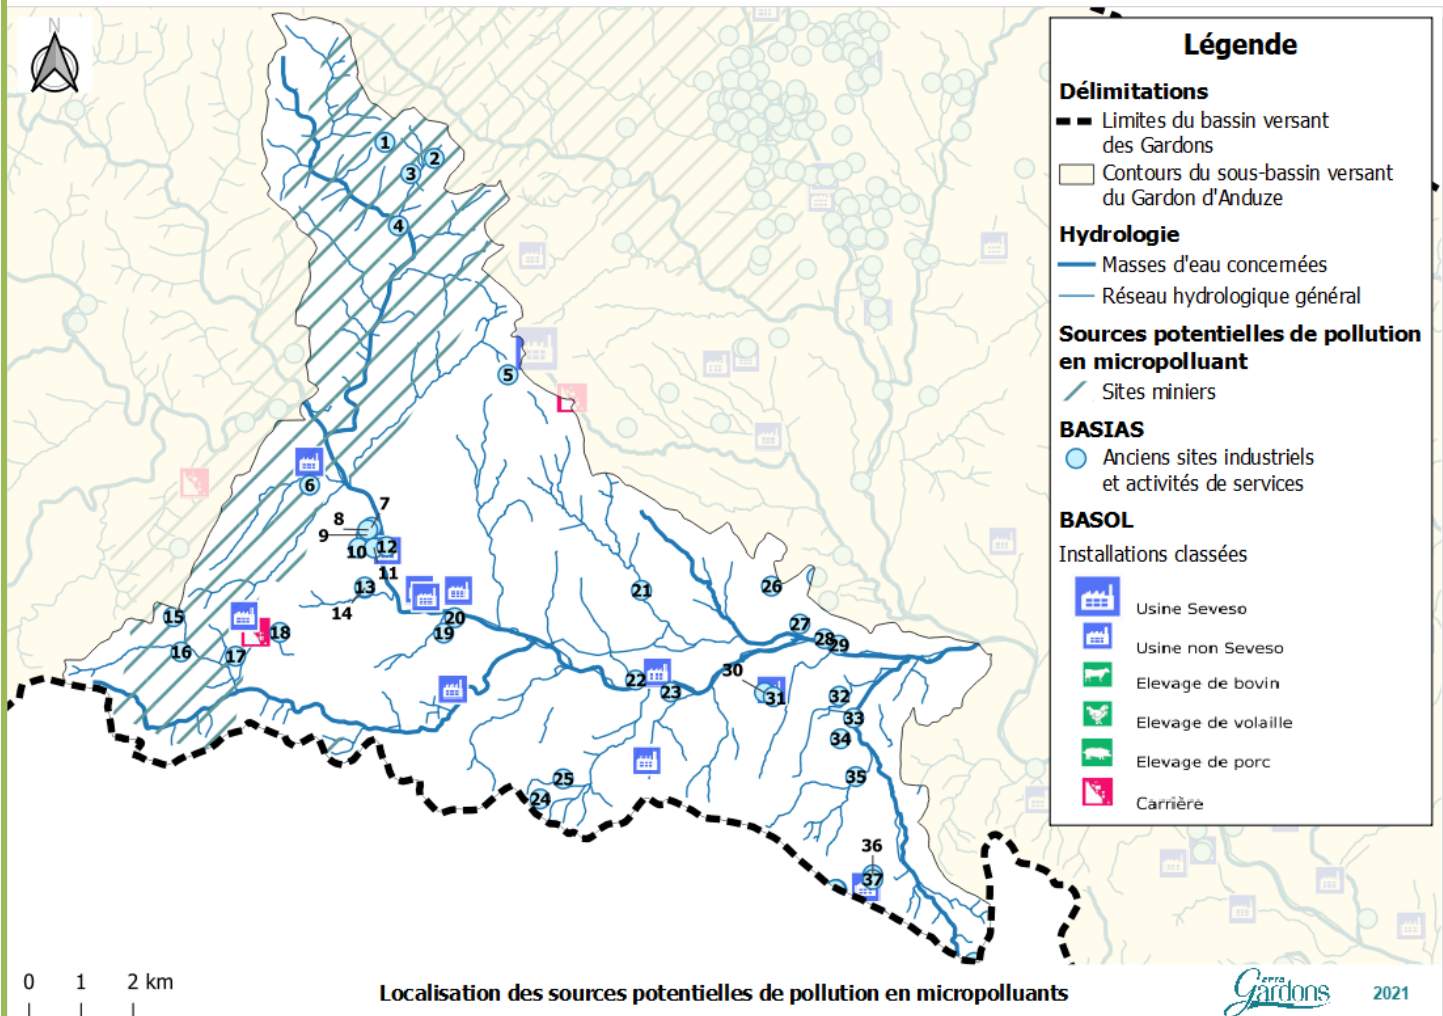 N
Légende
Délimitations
Limites du bassin versant
des Gardons
Contours du sous-bassin versant
du Gardon d'Anduze
Hydrologie
Masses d'eau concernées
Réseau hydrologique général
Sources potentielles de pollution
en micropolluant
Sites miniers
BASIAS
Anciens sites industriels
et activités de services
BASOL
Installations classées
Usine Seveso
Usine non Seveso
Elevage de bovin
Elevage de volaille
Elevage de porc
Carrière
1
2
3
4
5
6
7
8
9
10
12
11
13
14
15
16
17
18
19
20
21
22
23
24
25
26
27
28
29
30
31
32
33
34
35
36
37
0 1 2 km
Localisation des sources potentielles de pollution en micropolluants
Gardons
2021